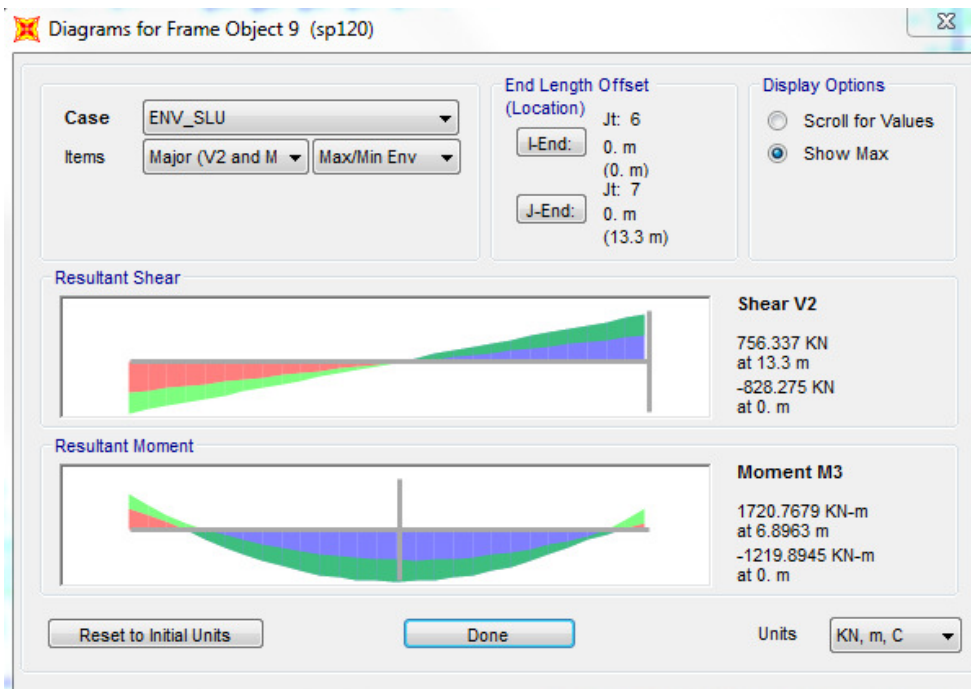 Diagrams for Frame Object 9 (sp120)
Case
ENV_SLU
Items
Major (V2 and M
Max/Min Env
End Length Offset
(Location)
Jt: 6
I-End:
0. m
(0. m)
Jt: 7
J-End:
0. m
(13.3 m)
Display Options
Scroll for Values
Show Max
Resultant Shear
Shear V2
756.337 KN
at 13.3 m
-828.275 KN
at 0. m
Resultant Moment
Moment M3
1720.7679 KN-m
at 6.8963 m
-1219.8945 KN-m
at 0. m
Reset to Initial Units
Done
Units
KN, m, C